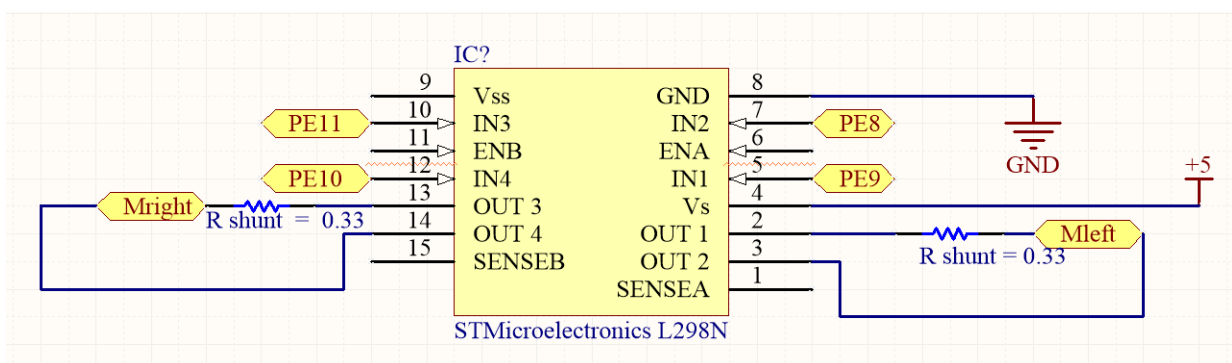 IC?
9 Vss GND 8
PE11 10 IN3 IN2 7 PE8
11 ENB ENA 6
PE10 12 IN4 IN1 5 PE9
GND
+5
Mright 13 OUT 3 Vs 4
R shunt = 0.33
14 OUT 4 OUT 1 2 Mleft
R shunt = 0.33
15 SENSEB OUT 2 3
SENSEA 1
STMicroelectronics L298N